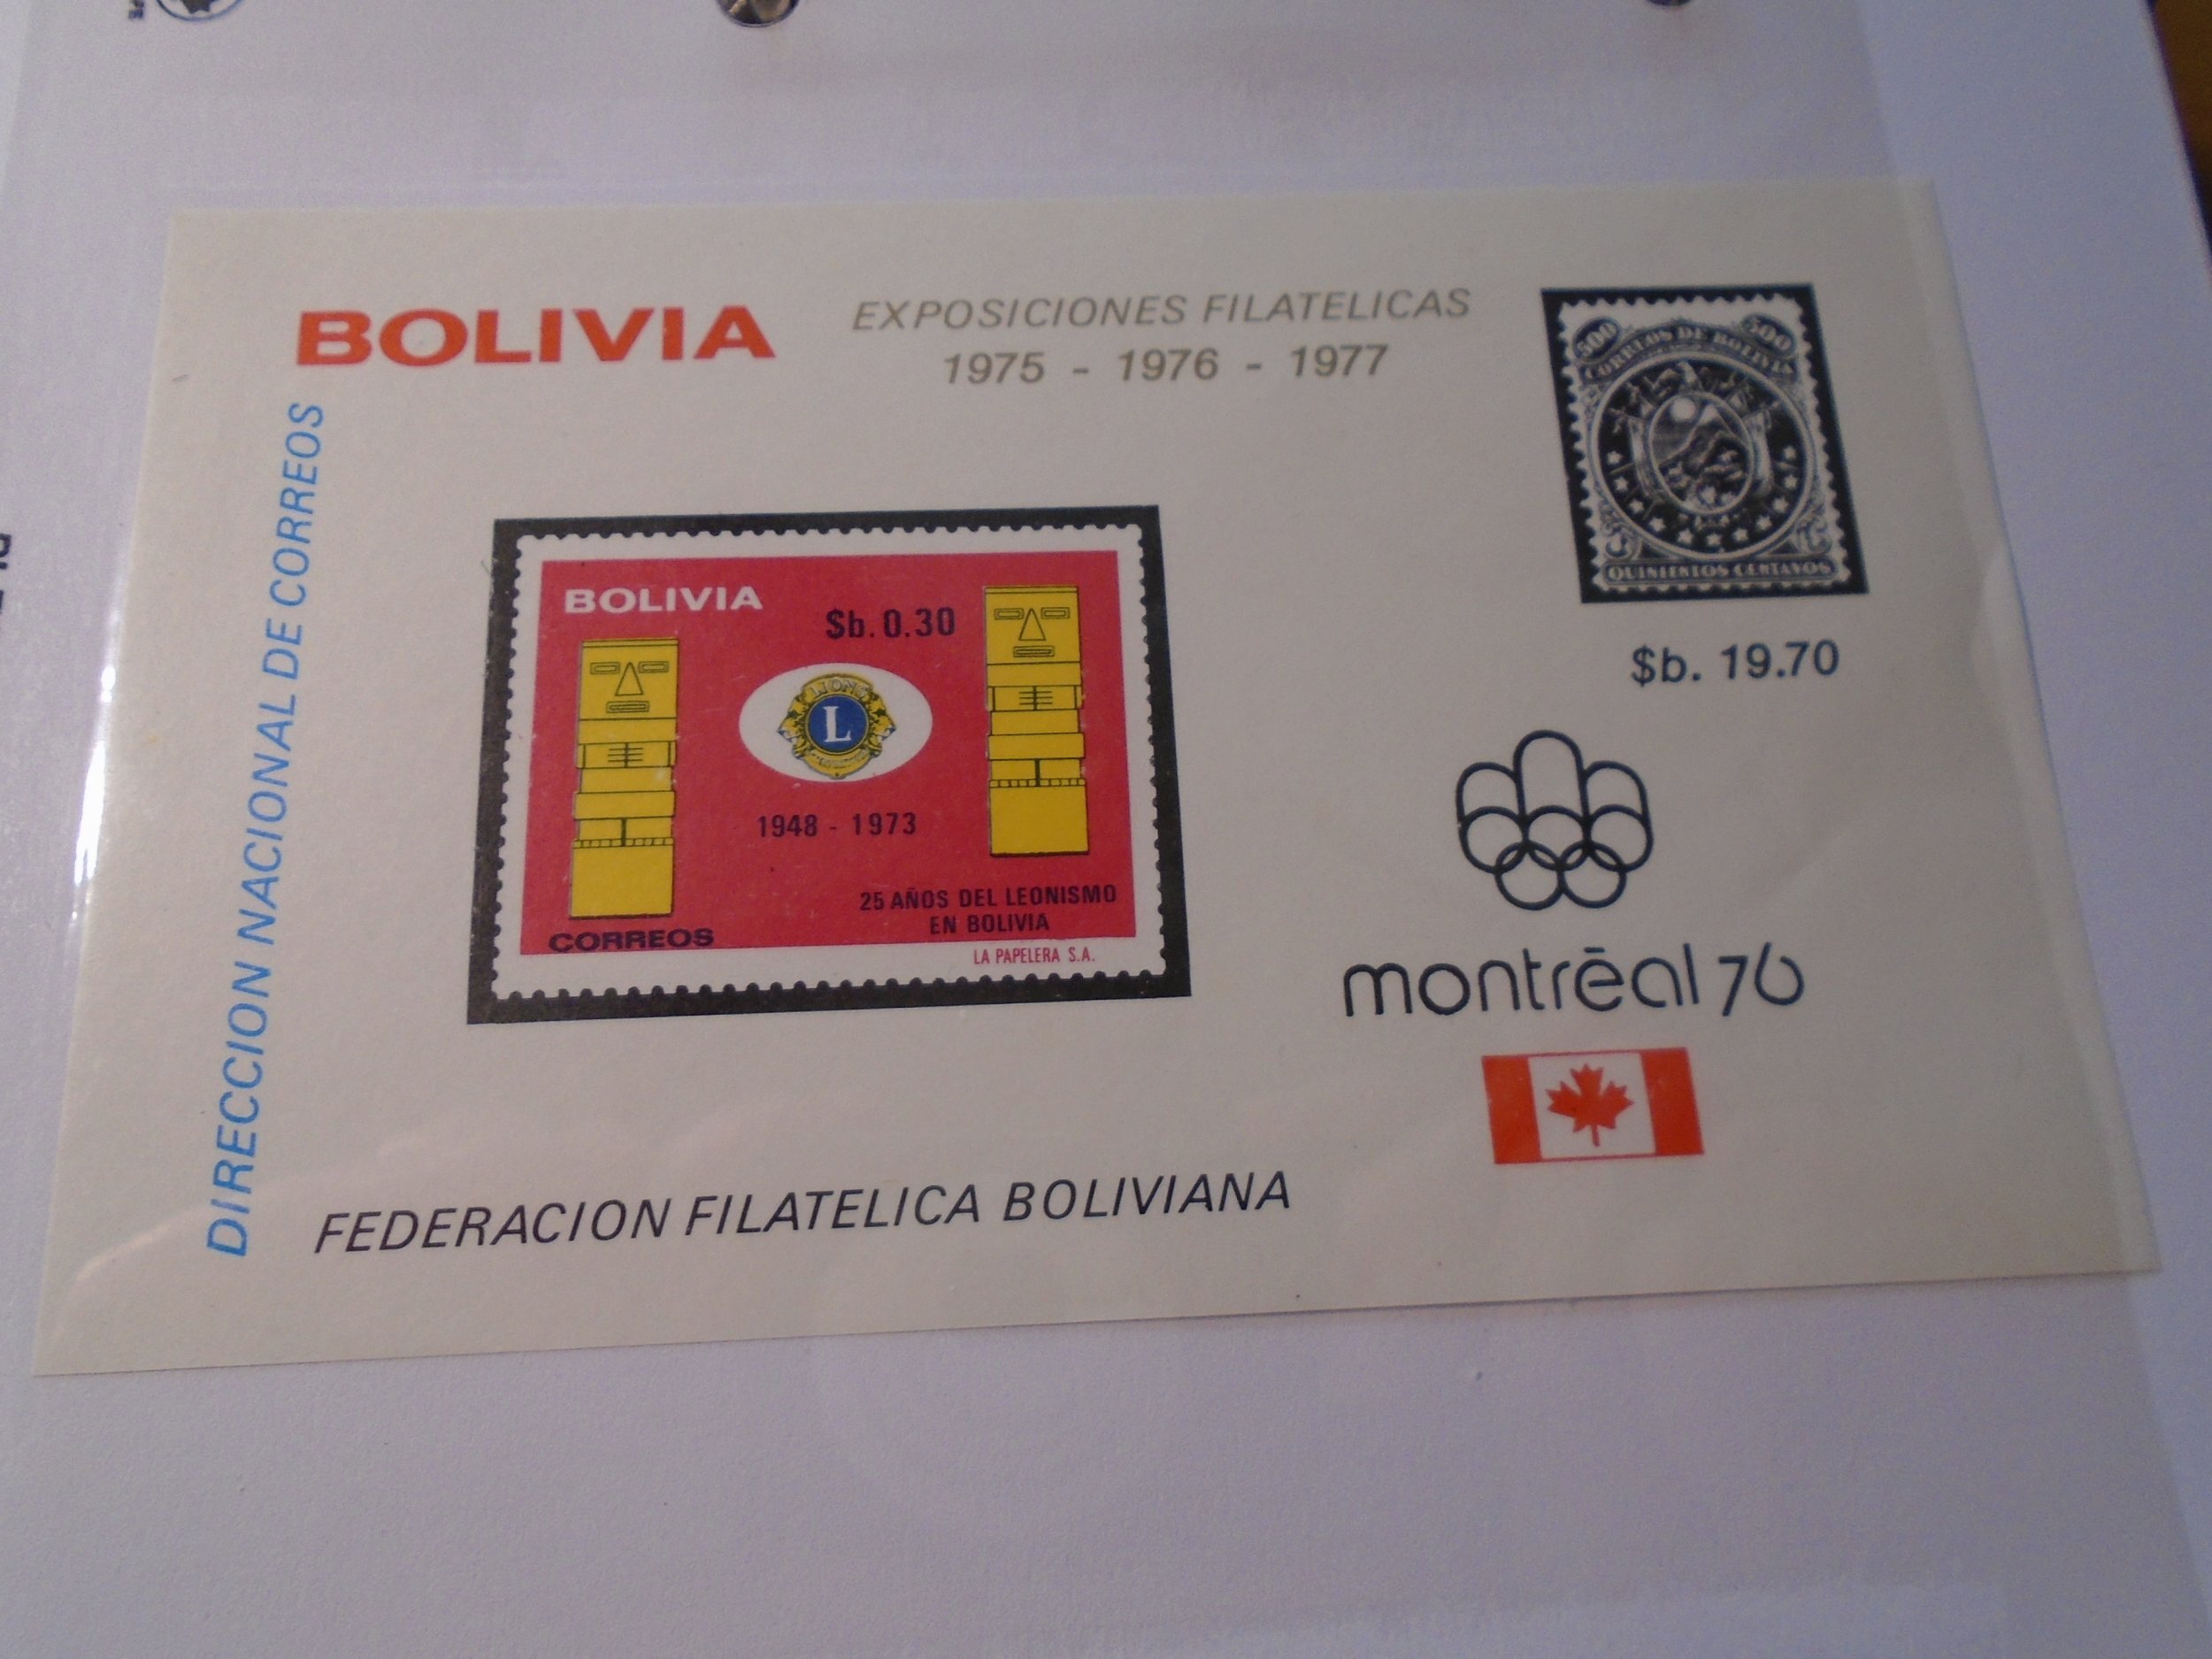 BOLIVIA
EXPOSICIONES FILATELICAS
1975 - 1976 - 1977
DIRECCION NACIONAL DE CORREOS
500 500
CORREOS DE BOLIVIA
QUINIENTOS CENTAVOS
$b. 19.70
BOLIVIA
$b. 0.30
LIONS
L
1948 - 1973
25 AÑOS DEL LEONISMO
EN BOLIVIA
CORREOS
LA PAPELERA S.A.
montréal 76
FEDERACION FILATELICA BOLIVIANA